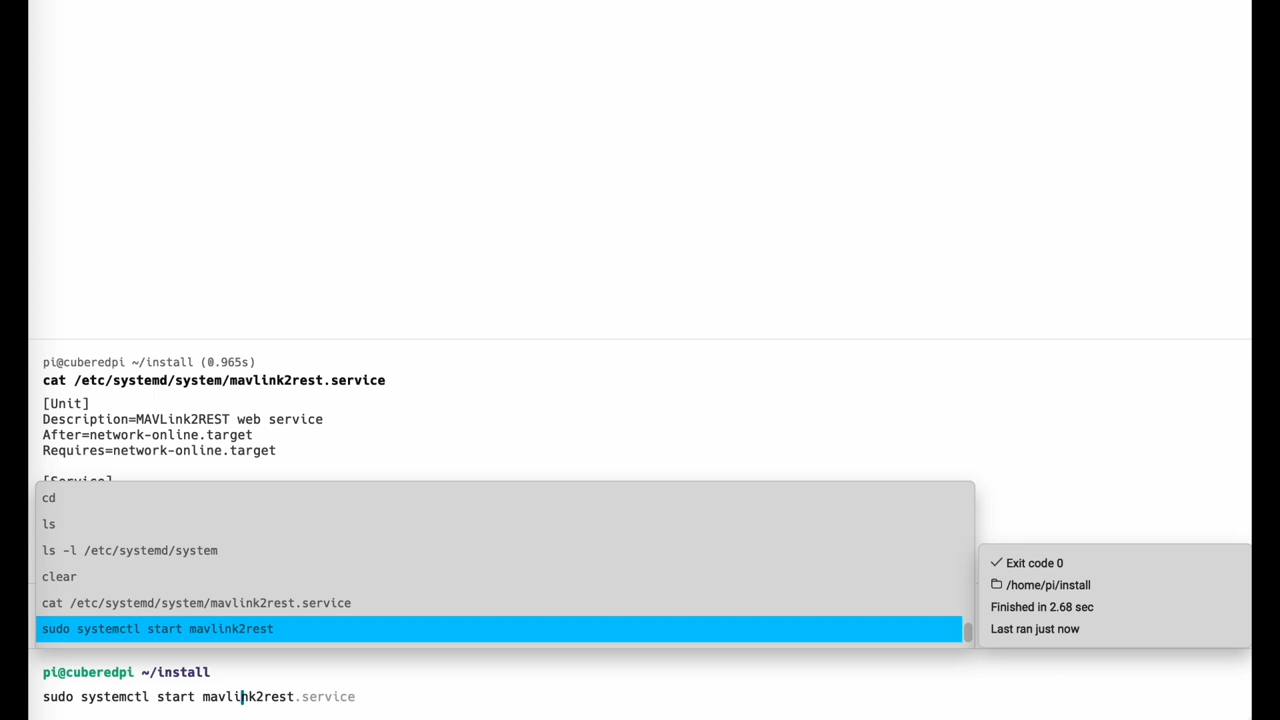 pi@cuberedpi ~/install (0.965s)
cat /etc/systemd/system/mavlink2rest.service
[Unit]
Description=MAVLink2REST web service
After=network-online.target
Requires=network-online.target
[Service]
cd
ls
ls -l /etc/systemd/system
clear
cat /etc/systemd/system/mavlink2rest.service
sudo systemctl start mavlink2rest
Exit code 0
/home/pi/install
Finished in 2.68 sec
Last ran just now
pi@cuberedpi ~/install
sudo systemctl start mavlink2rest.service